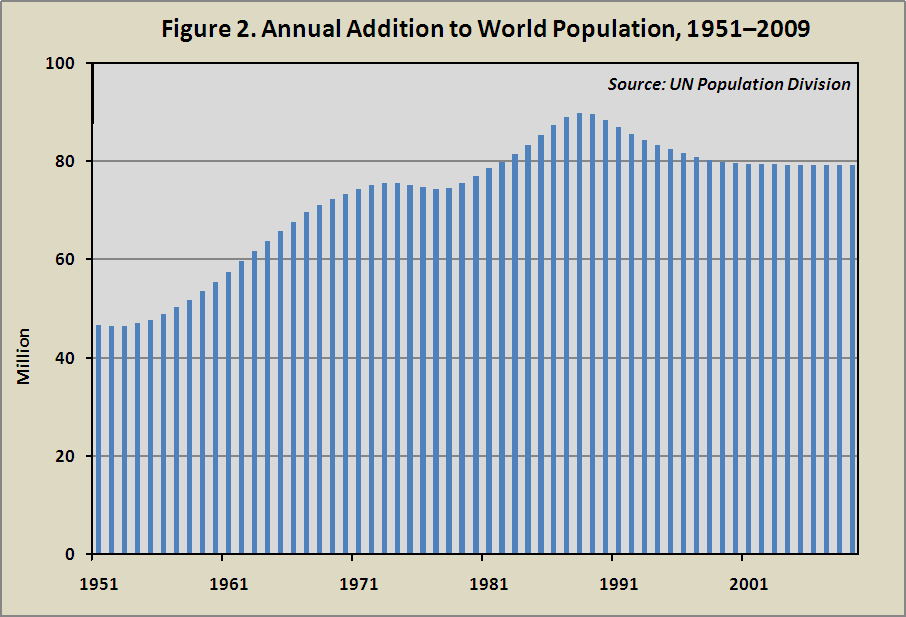 Figure 2. Annual Addition to World Population, 1951–2009
Source: UN Population Division
100
80
60
40
20
0
Million
1951 1961 1971 1981 1991 2001